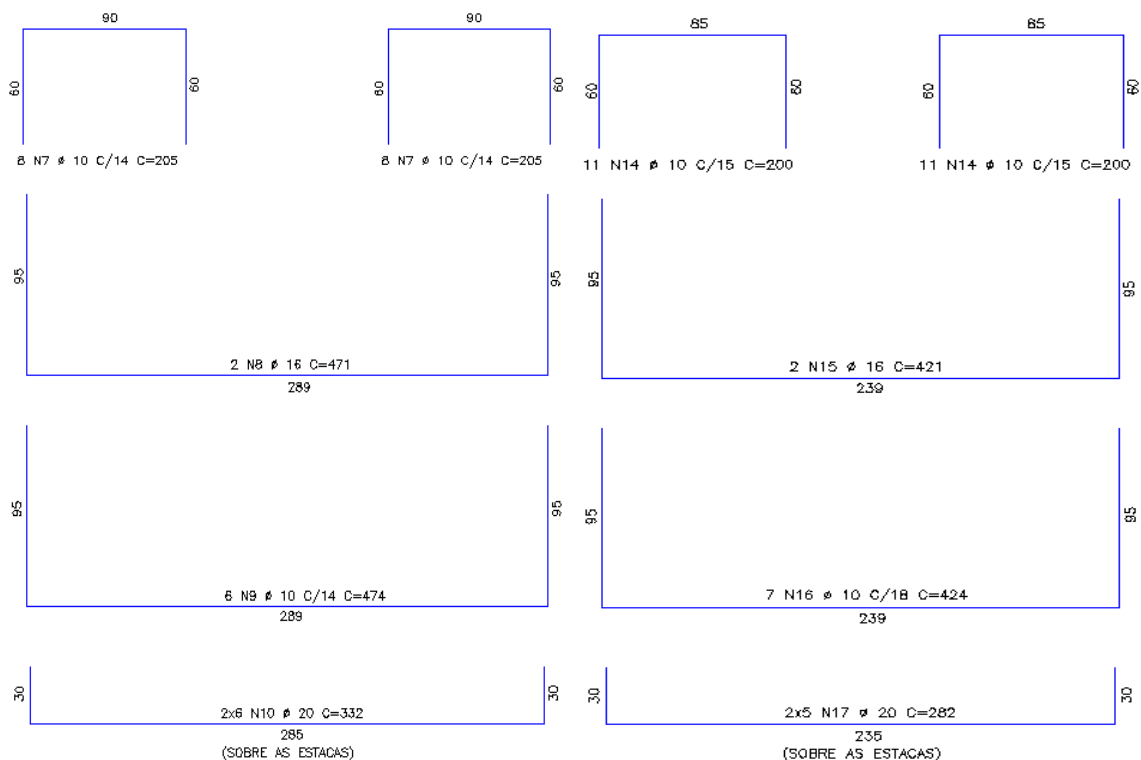 90
60
60
8 N7 ø 10 C/14 C=205
90
60
60
8 N7 ø 10 C/14 C=205
85
60
60
11 N14 ø 10 C/15 C=200
85
60
60
11 N14 ø 10 C/15 C=200
95
95
2 N8 ø 16 C=471
289
95
95
2 N15 ø 16 C=421
239
95
95
6 N9 ø 10 C/14 C=474
289
95
95
7 N16 ø 10 C/18 C=424
239
30
30
2x6 N10 ø 20 C=332
285
(SOBRE AS ESTACAS)
30
30
2x5 N17 ø 20 C=282
235
(SOBRE AS ESTACAS)